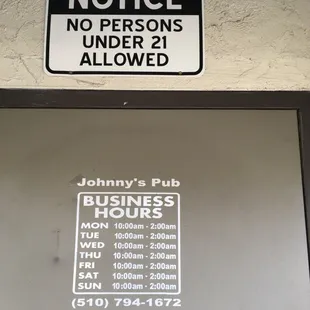 NOTICE
NO PERSONS
UNDER 21
ALLOWED
Johnny's Pub
BUSINESS
HOURS
MON 10:00am - 2:00am
TUE 10:00am - 2:00am
WED 10:00am - 2:00am
THU 10:00am - 2:00am
FRI 10:00am - 2:00am
SAT 10:00am - 2:00am
SUN 10:00am - 2:00am
(510) 794-1672